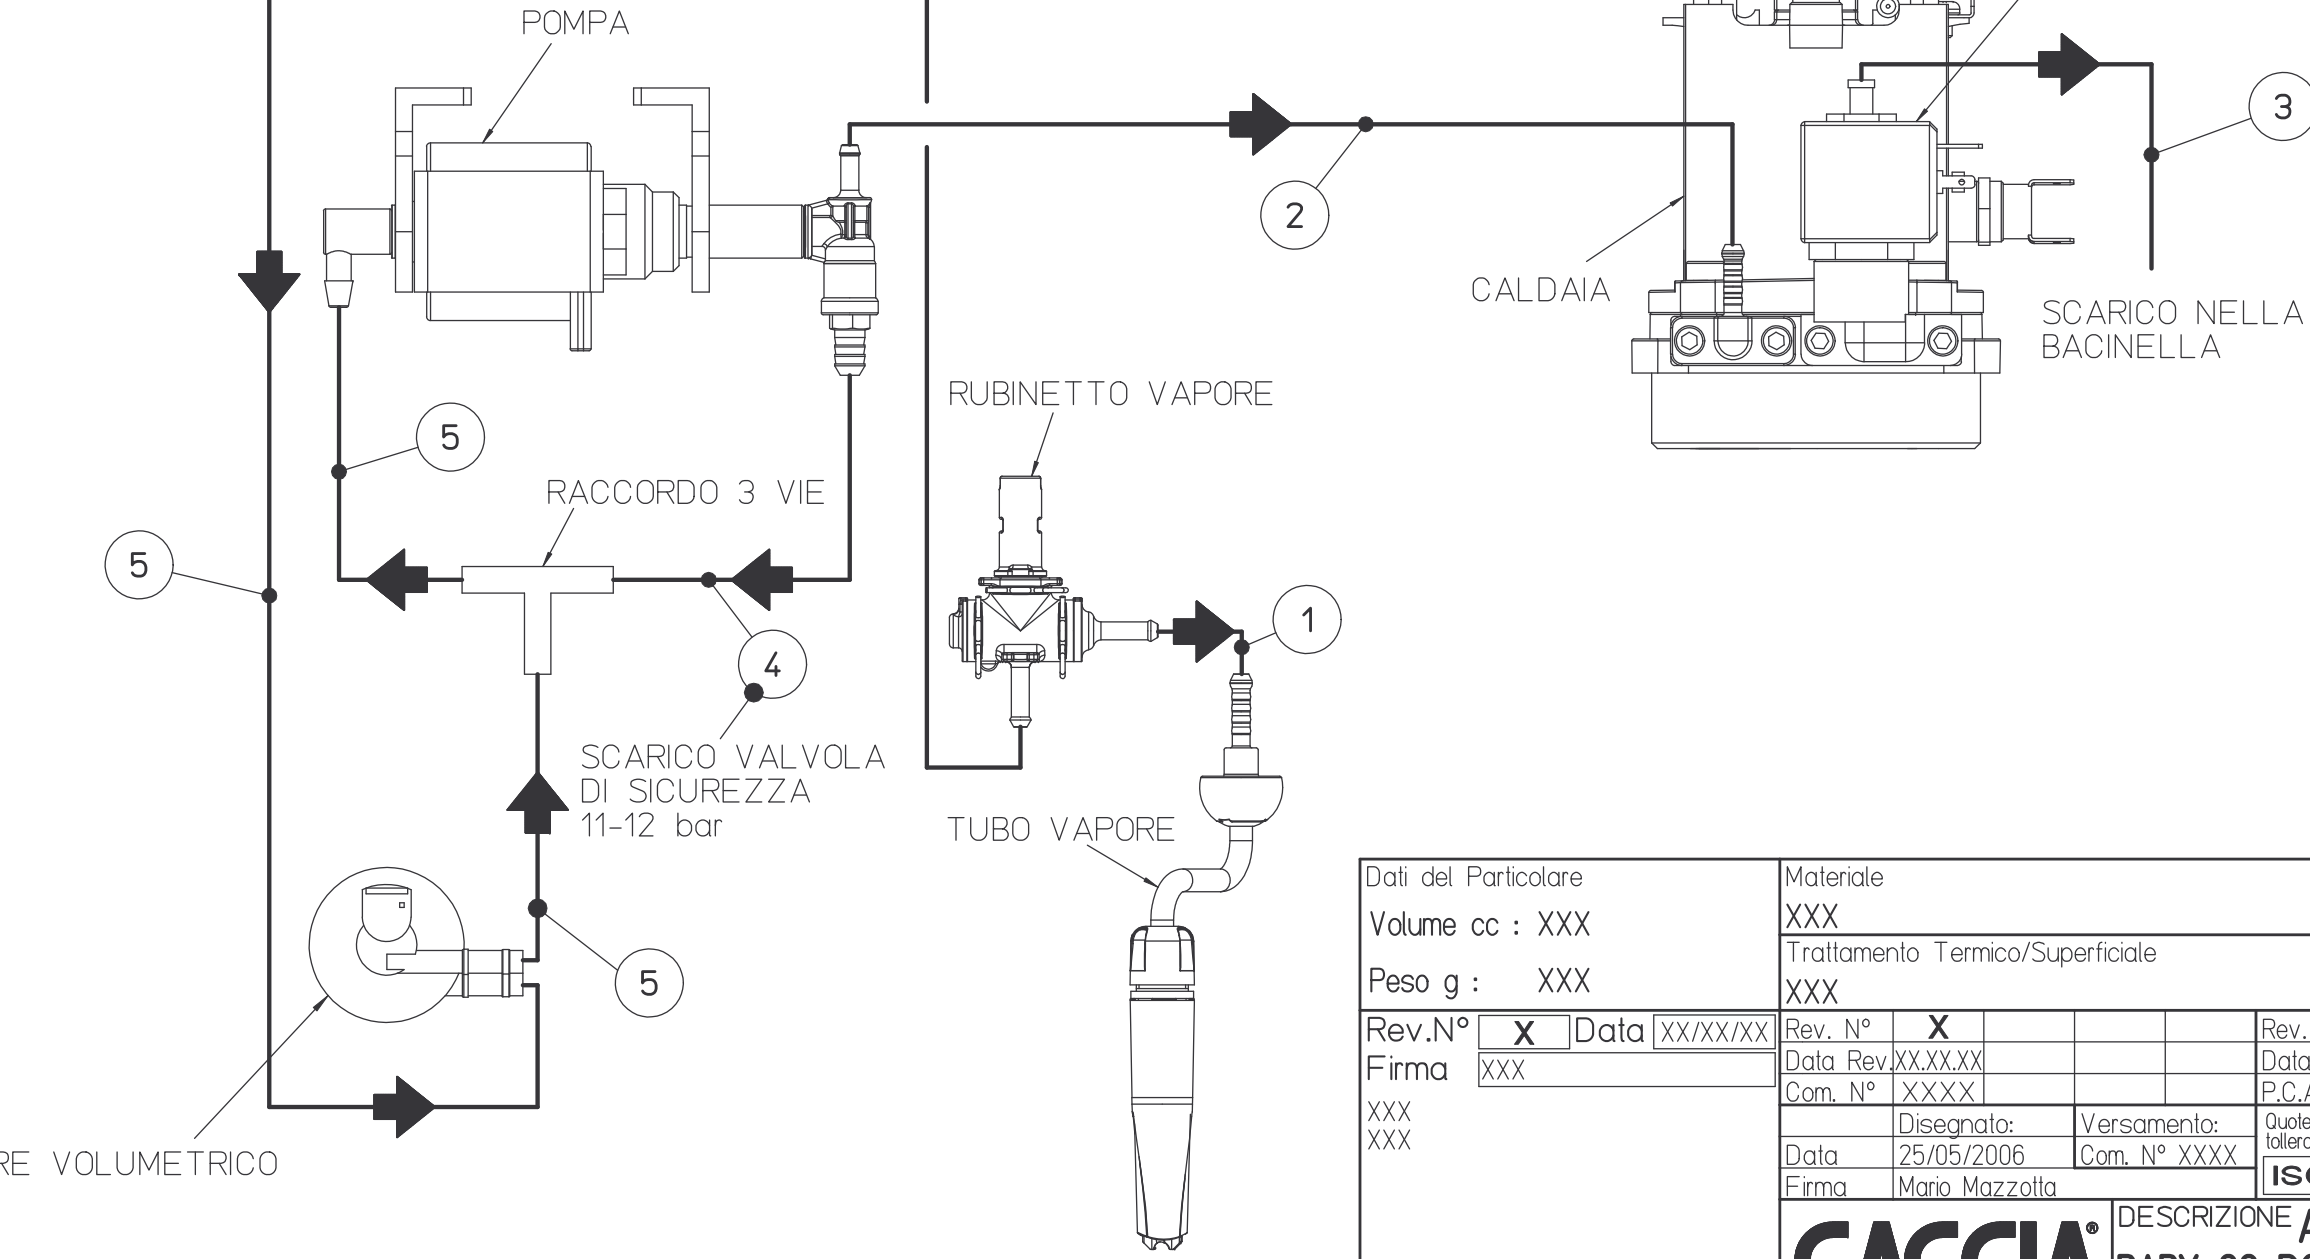 POMPA
3
2
CALDAIA
SCARICO NELLA
BACINELLA
RUBINETTO VAPORE
5
RACCORDO 3 VIE
5
1
4
SCARICO VALVOLA
DI SICUREZZA
11-12 bar
TUBO VAPORE
5
VOLUMETRICO
Dati del Particolare
Volume cc : XXX
Peso g : XXX
Materiale
XXX
Trattamento Termico/Superficiale
XXX
Rev.N° X Data XX/XX/XX
Firma XXX
XXX
XXX
Rev. N° X Rev.
Data Rev. XX.XX.XX Data
Com. N° XXXX
Disegnato: Versamento: Quote
Data 25/05/2006 Com. N° XXXX
Firma Mario Mazzotta
DESCRIZIONE